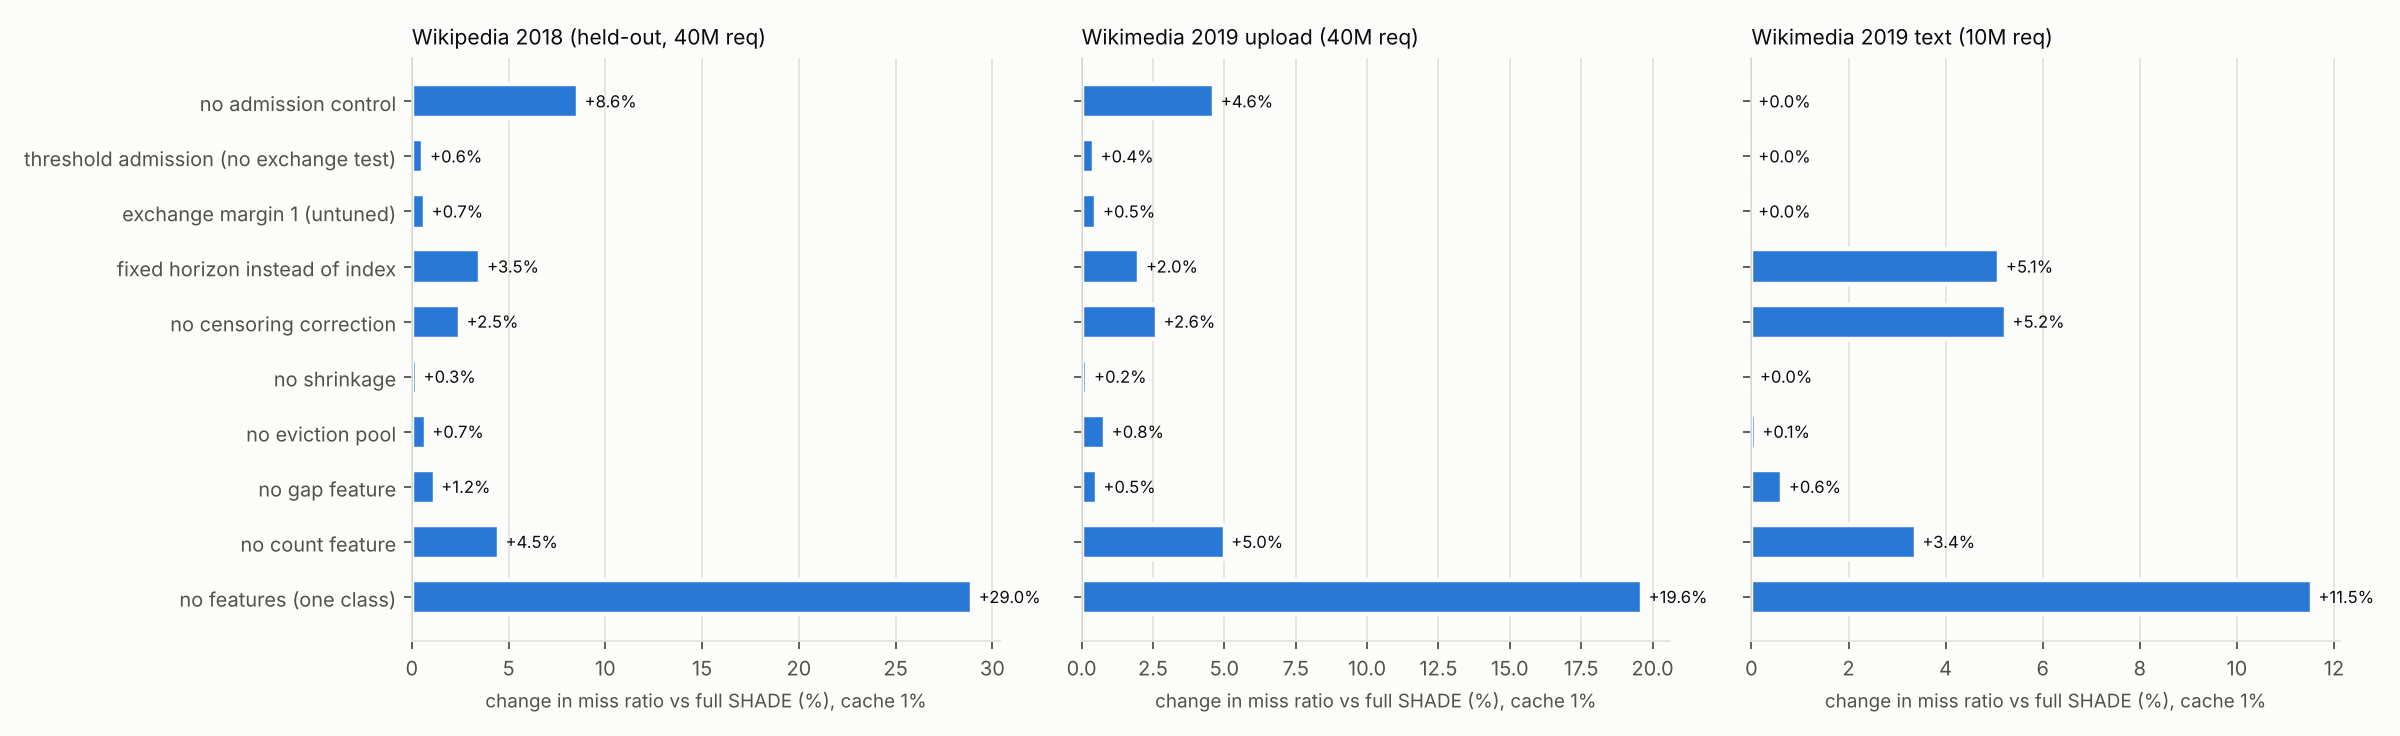 Wikipedia 2018 (held-out, 40M req)
Wikimedia 2019 upload (40M req)
Wikimedia 2019 text (10M req)
no admission control
+8.6%
+4.6%
+0.0%
threshold admission (no exchange test)
+0.6%
+0.4%
+0.0%
exchange margin 1 (untuned)
+0.7%
+0.5%
+0.0%
fixed horizon instead of index
+3.5%
+2.0%
+5.1%
no censoring correction
+2.5%
+2.6%
+5.2%
no shrinkage
+0.3%
+0.2%
+0.0%
no eviction pool
+0.7%
+0.8%
+0.1%
no gap feature
+1.2%
+0.5%
+0.6%
no count feature
+4.5%
+5.0%
+3.4%
no features (one class)
+29.0%
+19.6%
+11.5%
0 5 10 15 20 25 30
0.0 2.5 5.0 7.5 10.0 12.5 15.0 17.5 20.0
0 2 4 6 8 10 12
change in miss ratio vs full SHADE (%), cache 1%
change in miss ratio vs full SHADE (%), cache 1%
change in miss ratio vs full SHADE (%), cache 1%